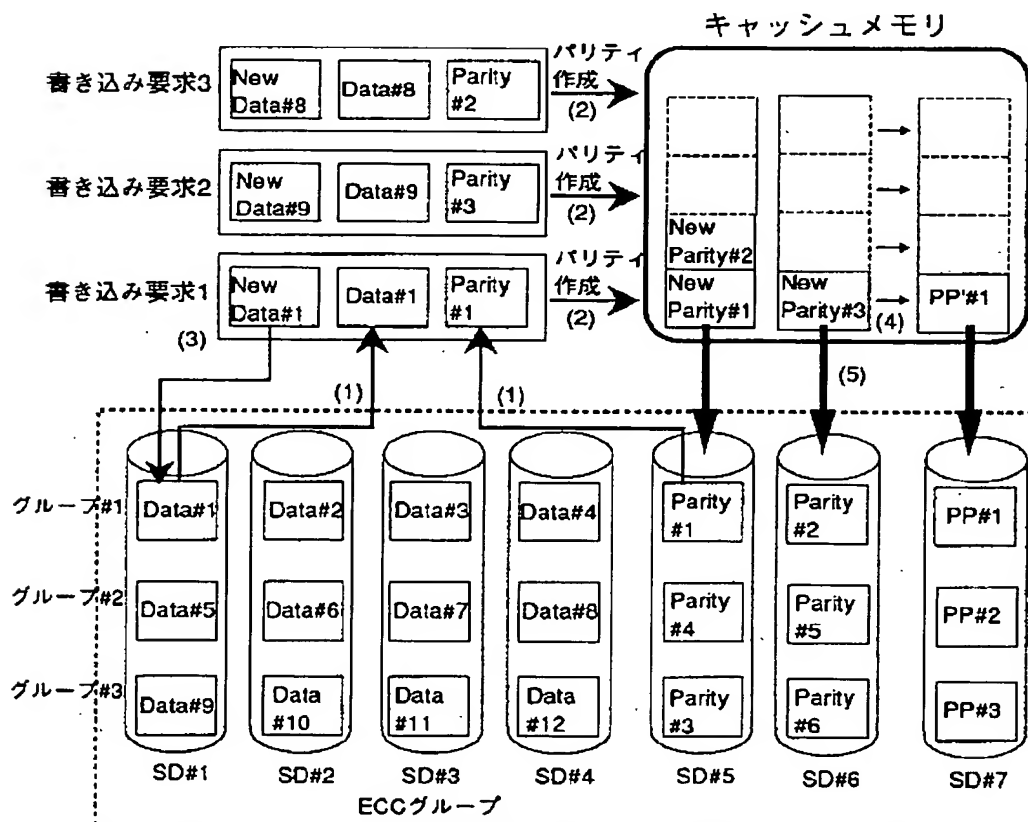 キャッシュメモリ
書き込み要求3
New
Data#8
Data#8
Parity
#2
パリティ
作成
(2)
書き込み要求2
New
Data#9
Data#9
Parity
#3
パリティ
作成
(2)
書き込み要求1
New
Data#1
Data#1
Parity
#1
パリティ
作成
(2)
New
Parity#2
New
Parity#1
New
Parity#3
(4)
PP'#1
(3)
(1)
(1)
(5)
グループ#1
Data#1
Data#2
Data#3
Data#4
Parity
#1
Parity
#2
PP#1
グループ#2
Data#5
Data#6
Data#7
Data#8
Parity
#4
Parity
#5
PP#2
グループ#3
Data#9
Data
#10
Data
#11
Data
#12
Parity
#3
Parity
#6
PP#3
SD#1
SD#2
SD#3
SD#4
SD#5
SD#6
SD#7
ECCグループ